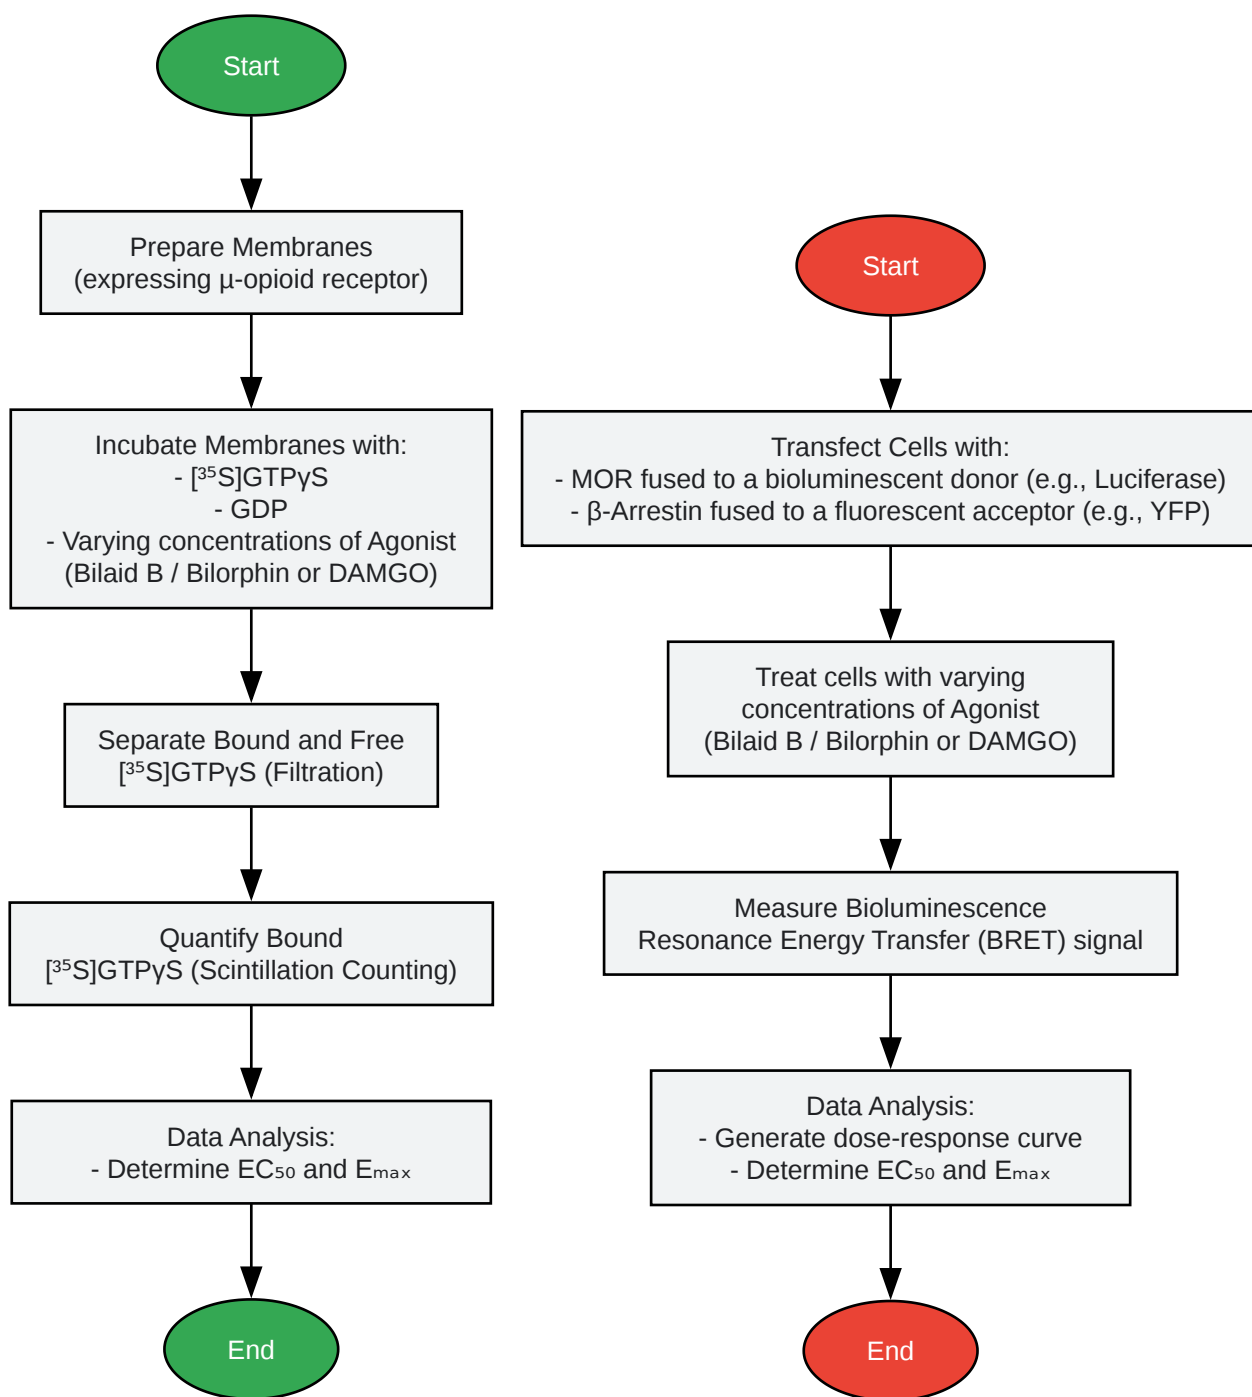 Start
Prepare Membranes
(expressing µ-opioid receptor)
Incubate Membranes with:
- [³⁵S]GTPγS
- GDP
- Varying concentrations of Agonist
(Bilaid B / Bilorphin or DAMGO)
Separate Bound and Free
[³⁵S]GTPγS (Filtration)
Quantify Bound
[³⁵S]GTPγS (Scintillation Counting)
Data Analysis:
- Determine EC₅₀ and Eₘₐₓ
End
Start
Transfect Cells with:
- MOR fused to a bioluminescent donor (e.g., Luciferase)
- β-Arrestin fused to a fluorescent acceptor (e.g., YFP)
Treat cells with varying
concentrations of Agonist
(Bilaid B / Bilorphin or DAMGO)
Measure Bioluminescence
Resonance Energy Transfer (BRET) signal
Data Analysis:
- Generate dose-response curve
- Determine EC₅₀ and Eₘₐₓ
End